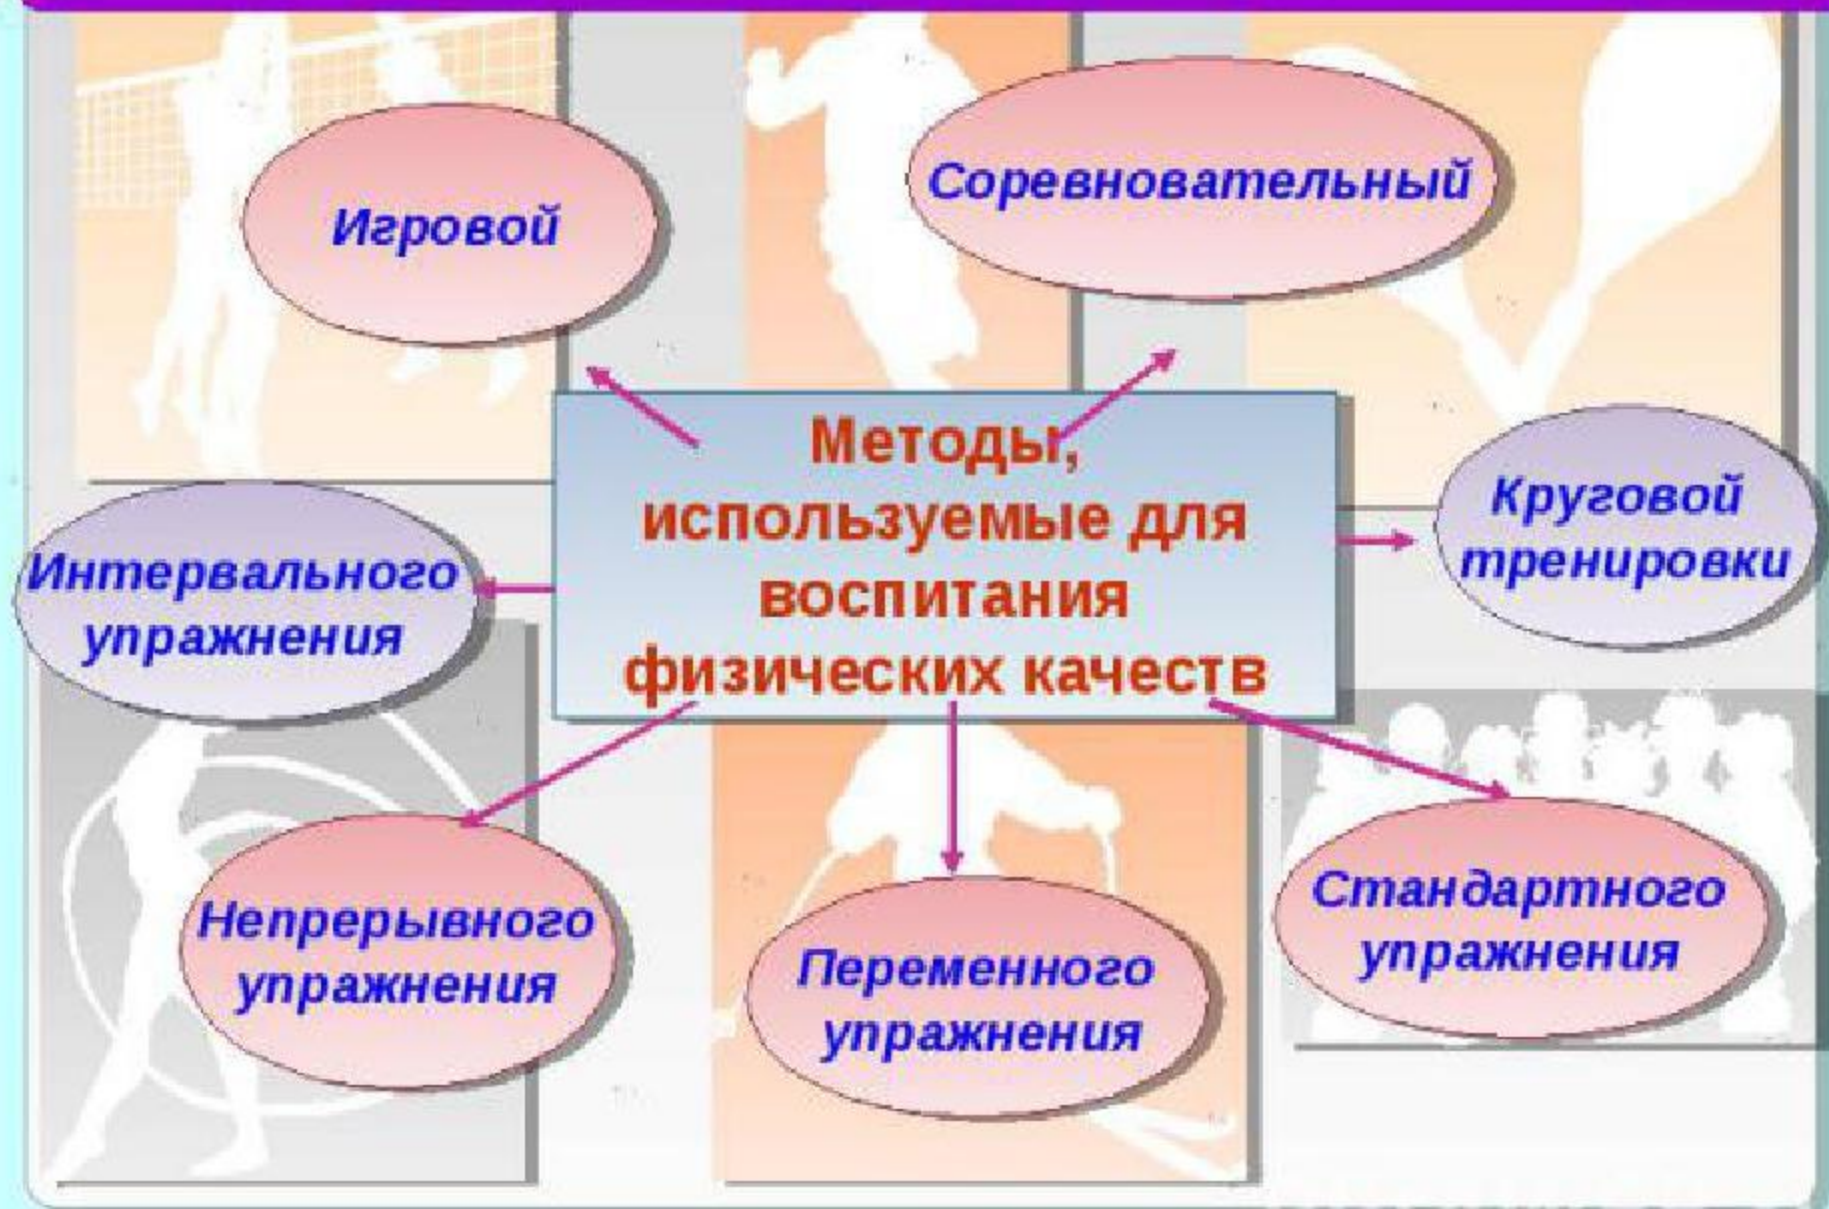 Игровой
Соревновательный
Методы,
используемые для
воспитания
физических качеств
Круговой
тренировки
Интервального
упражнения
Непрерывного
упражнения
Переменного
упражнения
Стандартного
упражнения